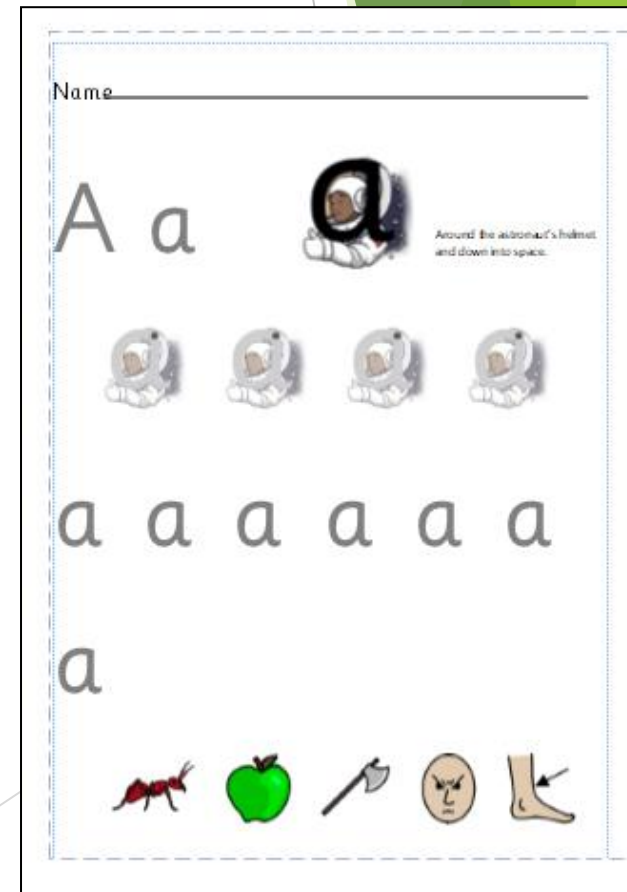 Name
A a
a
Around the astronaut's helmet
and down into space.
a a a a a a
a